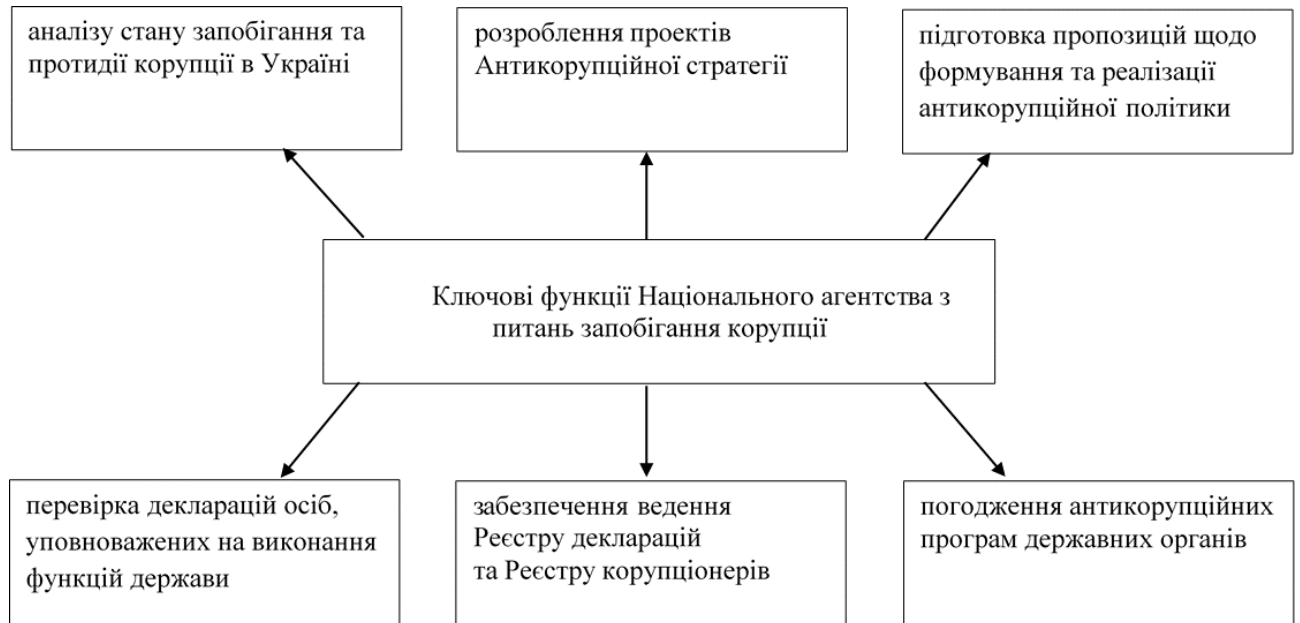 аналізу стану запобігання та
протидії корупції в Україні
розроблення проектів
Антикорупційної стратегії
підготовка пропозицій щодо
формування та реалізації
антикорупційної політики
Ключові функції Національного агентства з
питань запобігання корупції
перевірка декларацій осіб,
уповноважених на виконання
функцій держави
забезпечення ведення
Реєстру декларацій
та Реєстру корупціонерів
погодження антикорупційних
програм державних органів